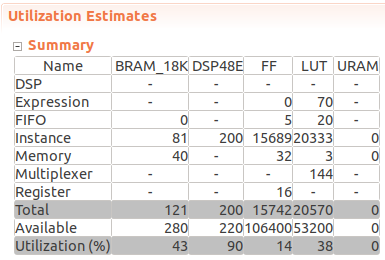 Utilization Estimates
Summary
Name BRAM_18K DSP48E FF LUT URAM
DSP - - - - -
Expression - - 0 70 -
FIFO 0 - 5 20 -
Instance 81 200 15689 20333 0
Memory 40 - 32 3 0
Multiplexer - - - 144 -
Register - - 16 - -
Total 121 200 15742 20570 0
Available 280 220 106400 53200 0
Utilization (%) 43 90 14 38 0